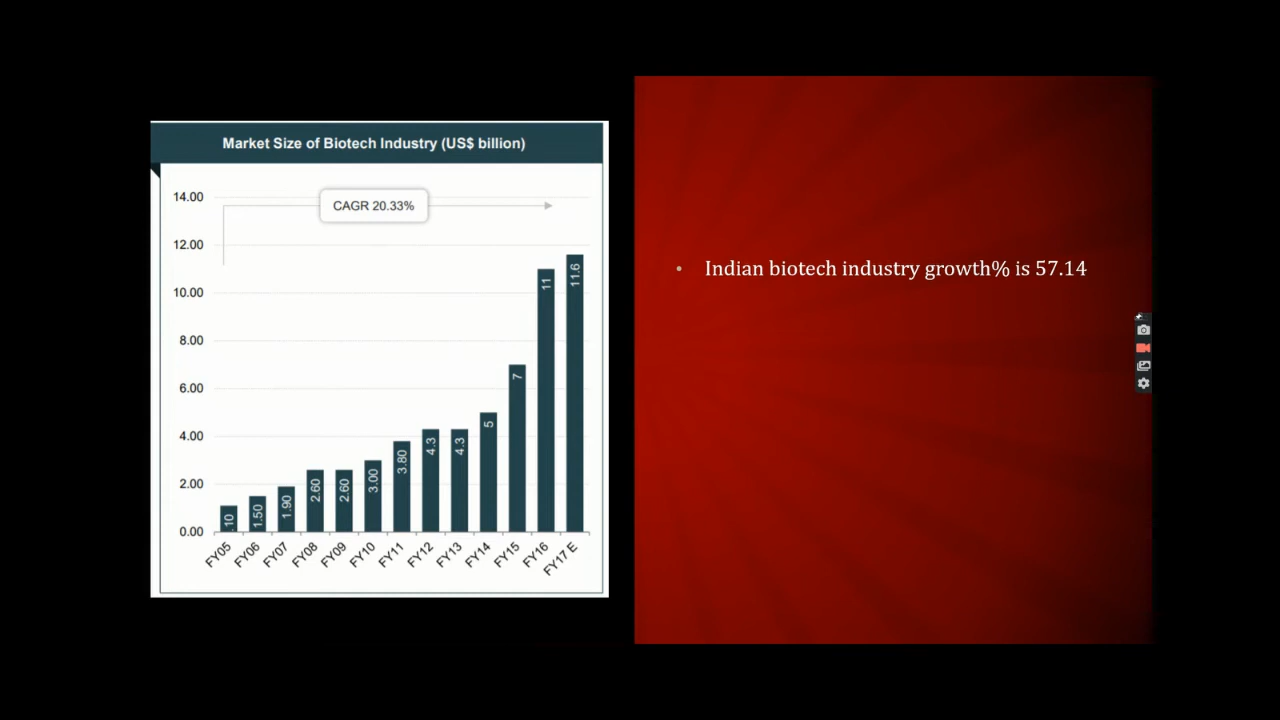 Market Size of Biotech Industry (US$ billion)
14.00
CAGR 20.33%
12.00
10.00
8.00
6.00
4.00
2.00
0.00
.10
1.50
1.90
2.60
2.60
3.00
3.80
4.3
4.3
5
7
11
11.6
FY05
FY06
FY07
FY08
FY09
FY10
FY11
FY12
FY13
FY14
FY15
FY16
FY17 E
• Indian biotech industry growth% is 57.14